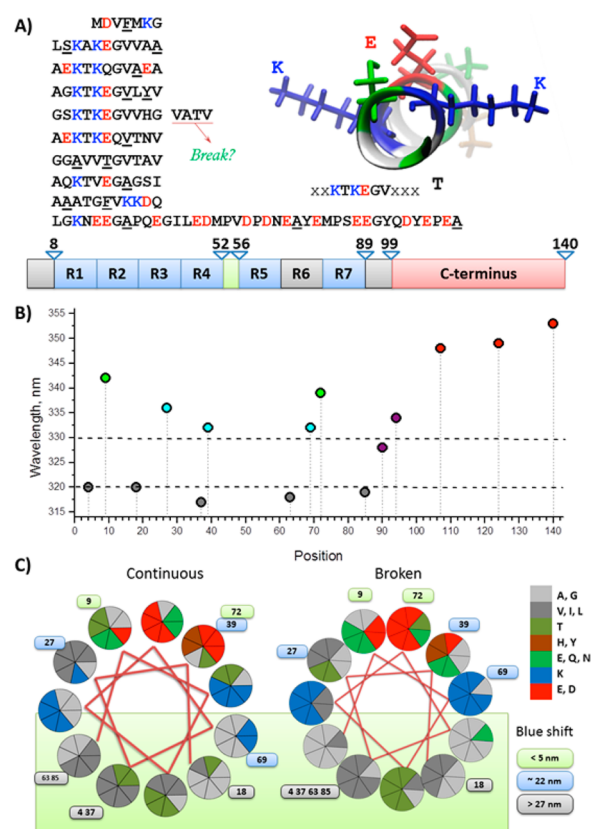 A)
MDVFMKG
LSKAKEGVVAA
AEKTKQGVAEA
AGKTKEGVLYV
GSKTKEGVVHG VATV
AEKTKEQVTNV
Break?
GGAVVTGVTAV
AQKTVEGAGSI
AAATGFVKKDQ
LGKNEEGAPQEGILEDMPVDPDNEAYEMPSEEGYQDYEPEA
E
K
K
T
xxKTKEGVxxx
8 52 56 89 99 140
R1 R2 R3 R4 R5 R6 R7 C-terminus
B)
Wavelength, nm
355
350
345
340
335
330
325
320
315
0 10 20 30 40 50 60 70 80 90 100 110 120 130 140
Position
C)
Continuous
9
72
39
27
69
63 85
18
4 37
Broken
9
72
39
27
69
4 37 63 85
18
A, G
V, I, L
T
H, Y
E, Q, N
K
E, D
Blue shift
< 5 nm
~ 22 nm
> 27 nm